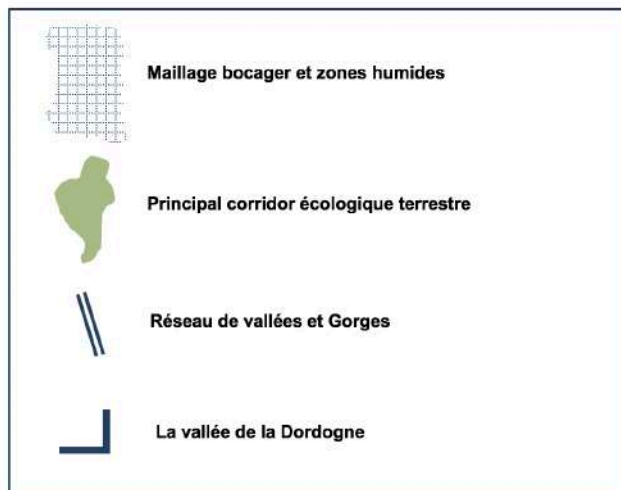 Maillage bocager et zones humides
Principal corridor écologique terrestre
Réseau de vallées et Gorges
La vallée de la Dordogne